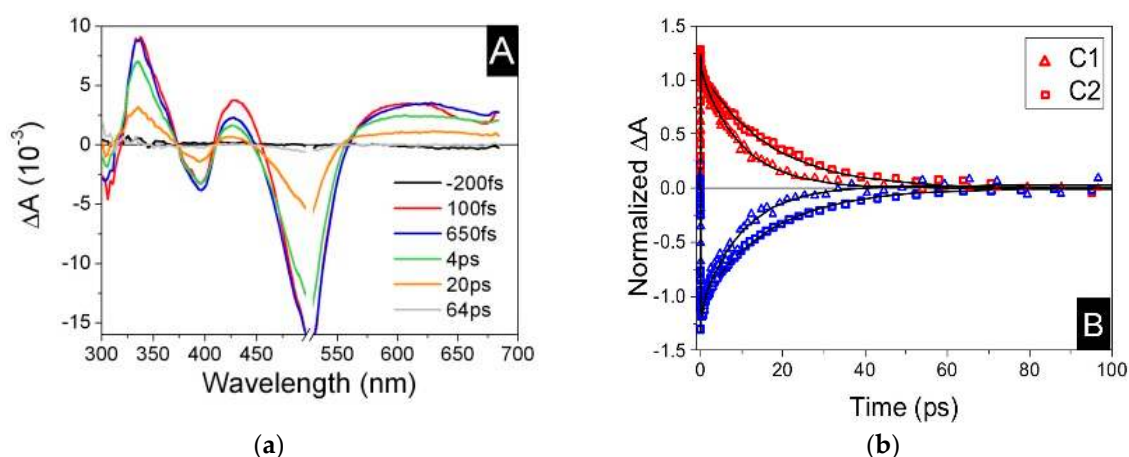 A
10
5
0
-5
-10
-15
ΔA (10⁻³)
-200fs
100fs
650fs
4ps
20ps
64ps
300 350 400 450 550 600 650 700
Wavelength (nm)
(a)
1.5
1.0
0.5
0.0
-0.5
-1.0
-1.5
Normalized ΔA
C1
C2
B
0 20 40 60 80 100
Time (ps)
(b)